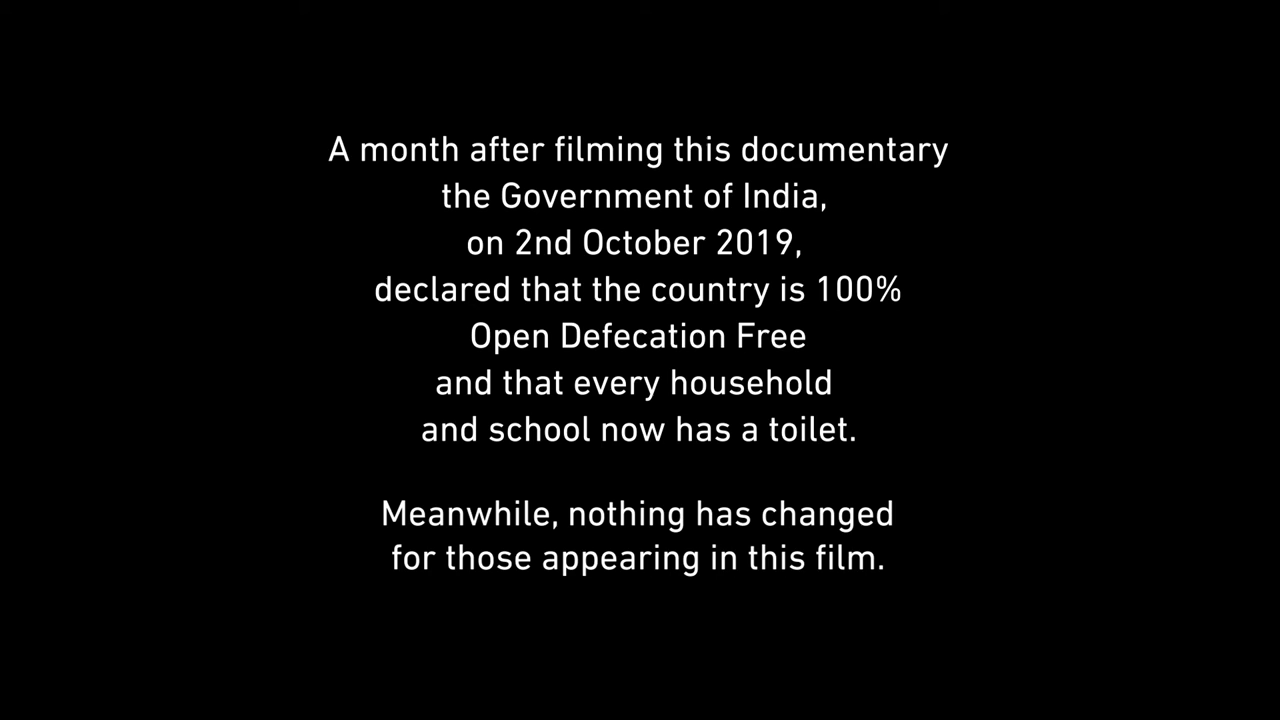 A month after filming this documentary
the Government of India,
on 2nd October 2019,
declared that the country is 100%
Open Defecation Free
and that every household
and school now has a toilet.
Meanwhile, nothing has changed
for those appearing in this film.